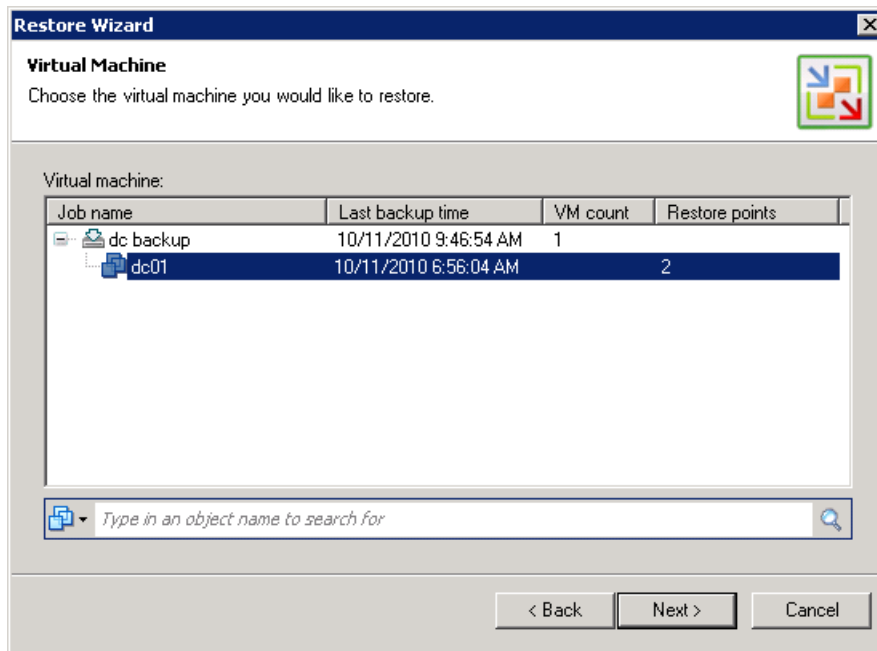 Restore Wizard
Virtual Machine
Choose the virtual machine you would like to restore.
Virtual machine:
Job name Last backup time VM count Restore points
dc backup 10/11/2010 9:46:54 AM 1
dc01 10/11/2010 6:56:04 AM 2
Type in an object name to search for
< Back Next > Cancel